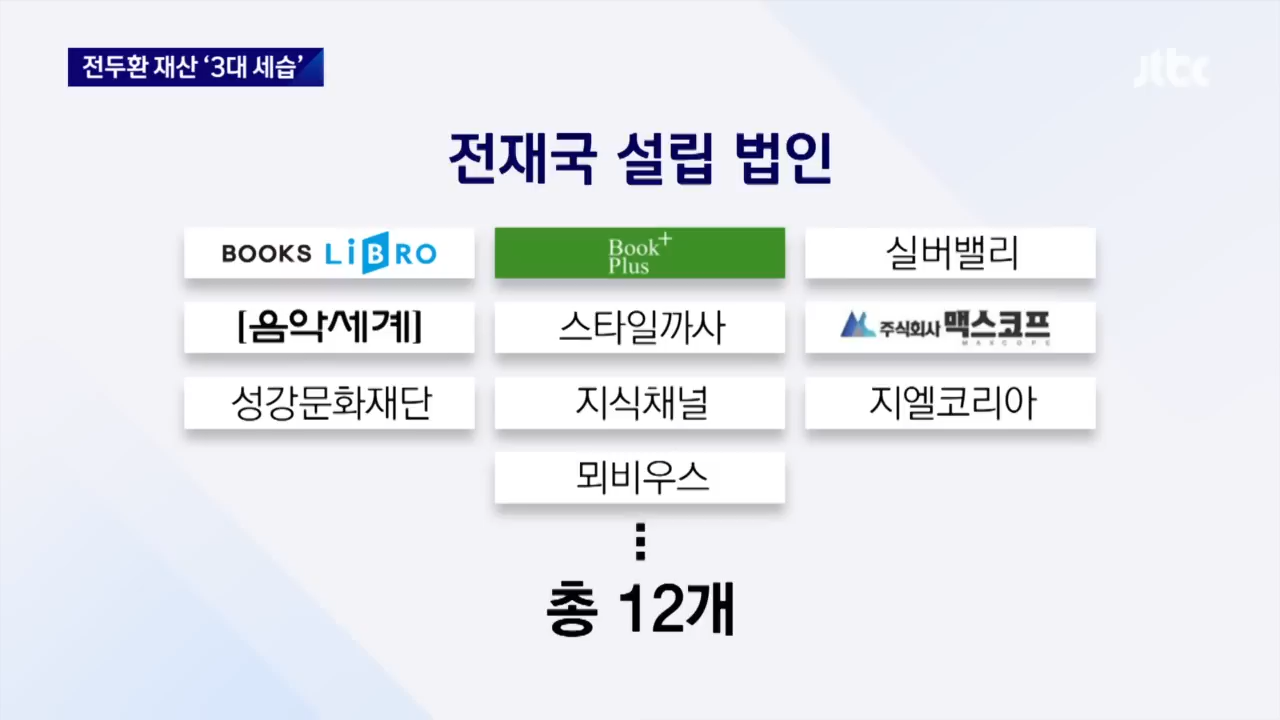 전두환 재산 ‘3대 세습’
jtbc
전재국 설립 법인
BOOKS LiBRO
Book+
Plus
실버밸리
[음악세계]
스타일까사
주식회사 맥스코프
MAXCOPE
성강문화재단
지식채널
지엘코리아
뫼비우스
총 12개